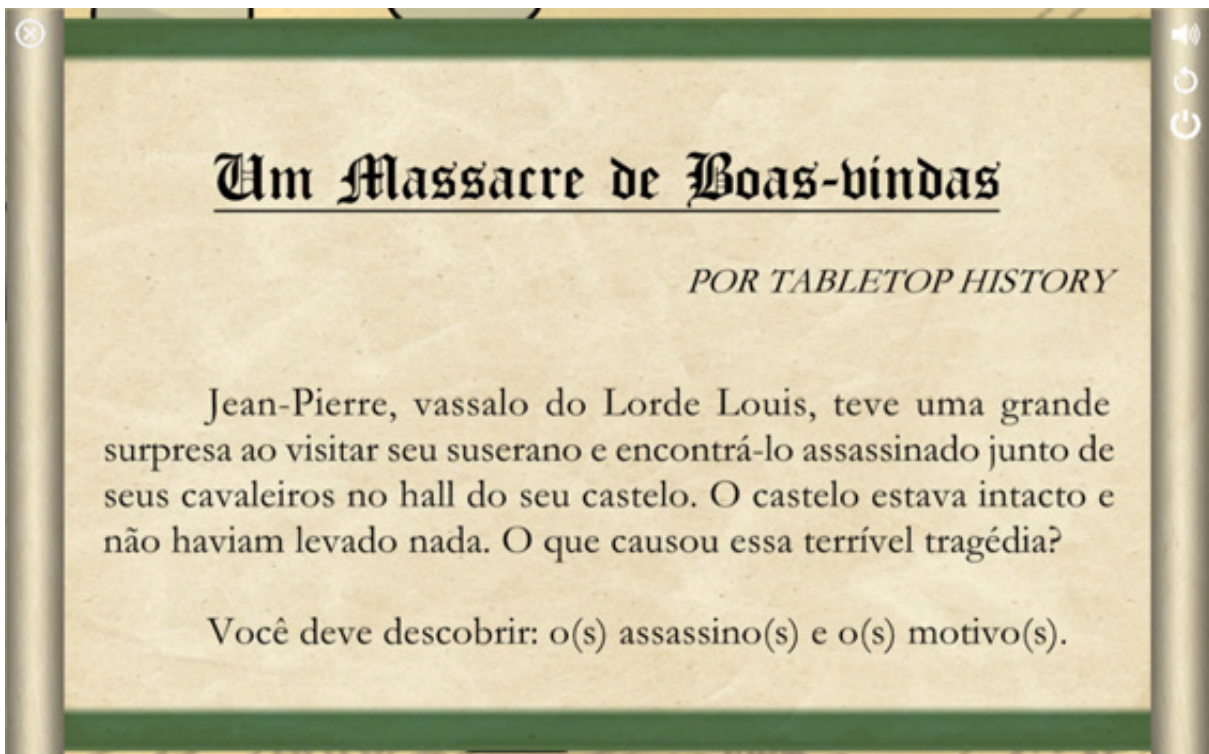 Um Massacre de Boas-vindas
POR TABLETOP HISTORY
Jean-Pierre, vassalo do Lorde Louis, teve uma grande
surpresa ao visitar seu suserano e encontrá-lo assassinado junto de
seus cavaleiros no hall do seu castelo. O castelo estava intacto e
não haviam levado nada. O que causou essa terrível tragédia?
Você deve descobrir: o(s) assassino(s) e o(s) motivo(s).